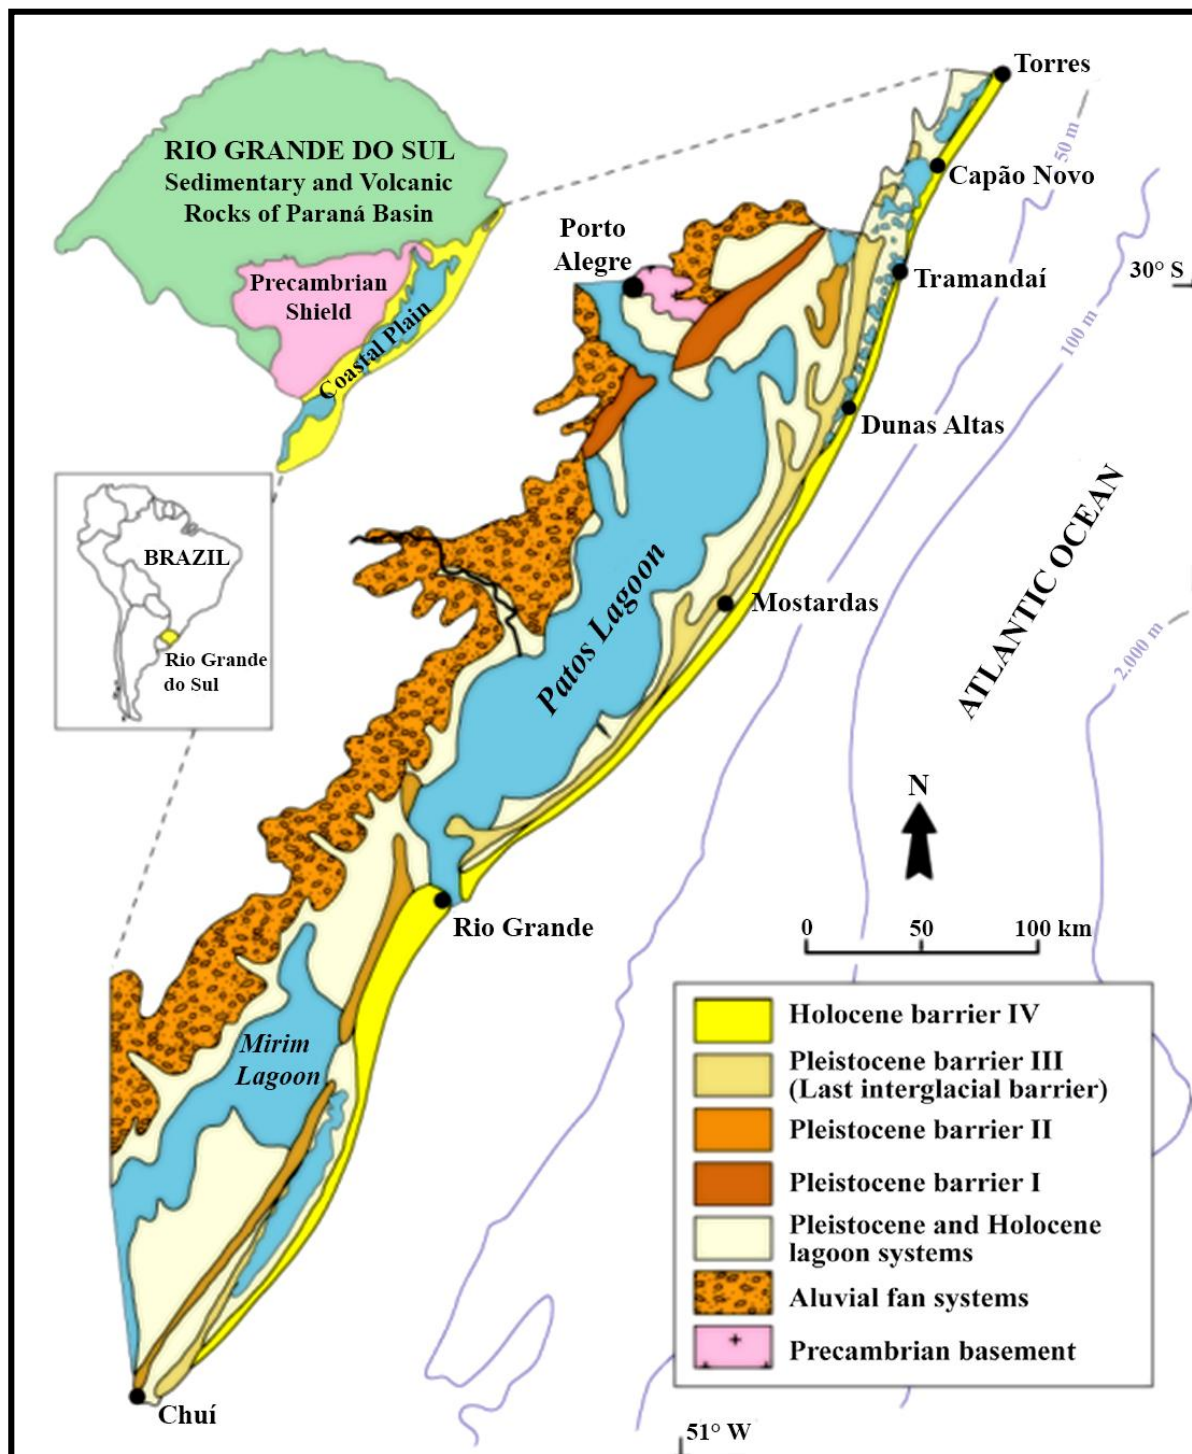 RIO GRANDE DO SUL
Sedimentary and Volcanic
Rocks of Paraná Basin
Precambrian
Shield
Coastal Plain
BRAZIL
Rio Grande
do Sul
Torres
Capão Novo
Porto
Alegre
Tramandaí
Dunas Altas
Mostardas
Patos Lagoon
Rio Grande
Mirim
Lagoon
Chuí
50 m
100 m
2.000 m
30° S
ATLANTIC OCEAN
N
0 50 100 km
Holocene barrier IV
Pleistocene barrier III
(Last interglacial barrier)
Pleistocene barrier II
Pleistocene barrier I
Pleistocene and Holocene
lagoon systems
Aluvial fan systems
Precambrian basement
51° W